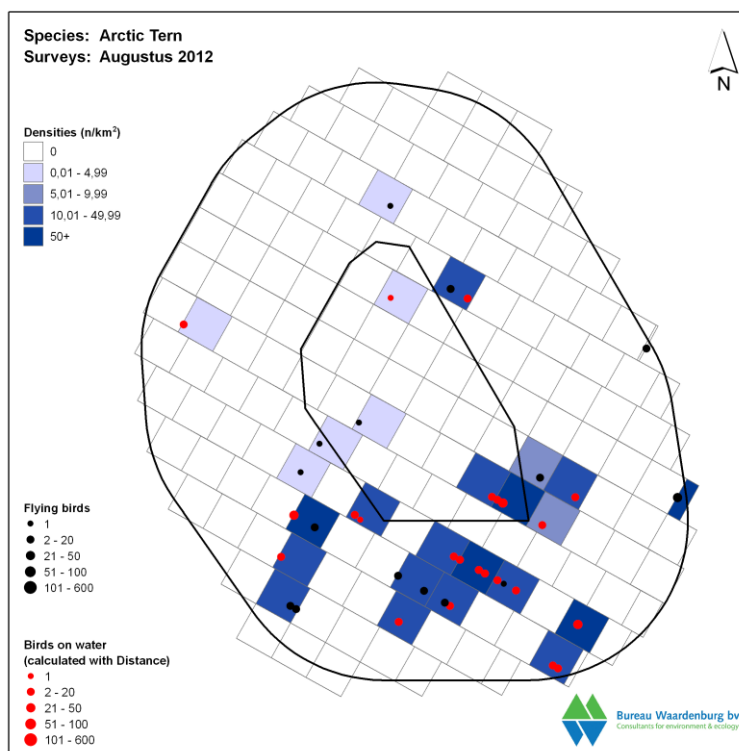 Species: Arctic Tern
Surveys: Augustus 2012
N
Densities (n/km²)
0
0,01 - 4,99
5,01 - 9,99
10,01 - 49,99
50+
Flying birds
1
2 - 20
21 - 50
51 - 100
101 - 600
Birds on water
(calculated with Distance)
1
2 - 20
21 - 50
51 - 100
101 - 600
Bureau Waardenburg bv
Consultants for environment & ecology